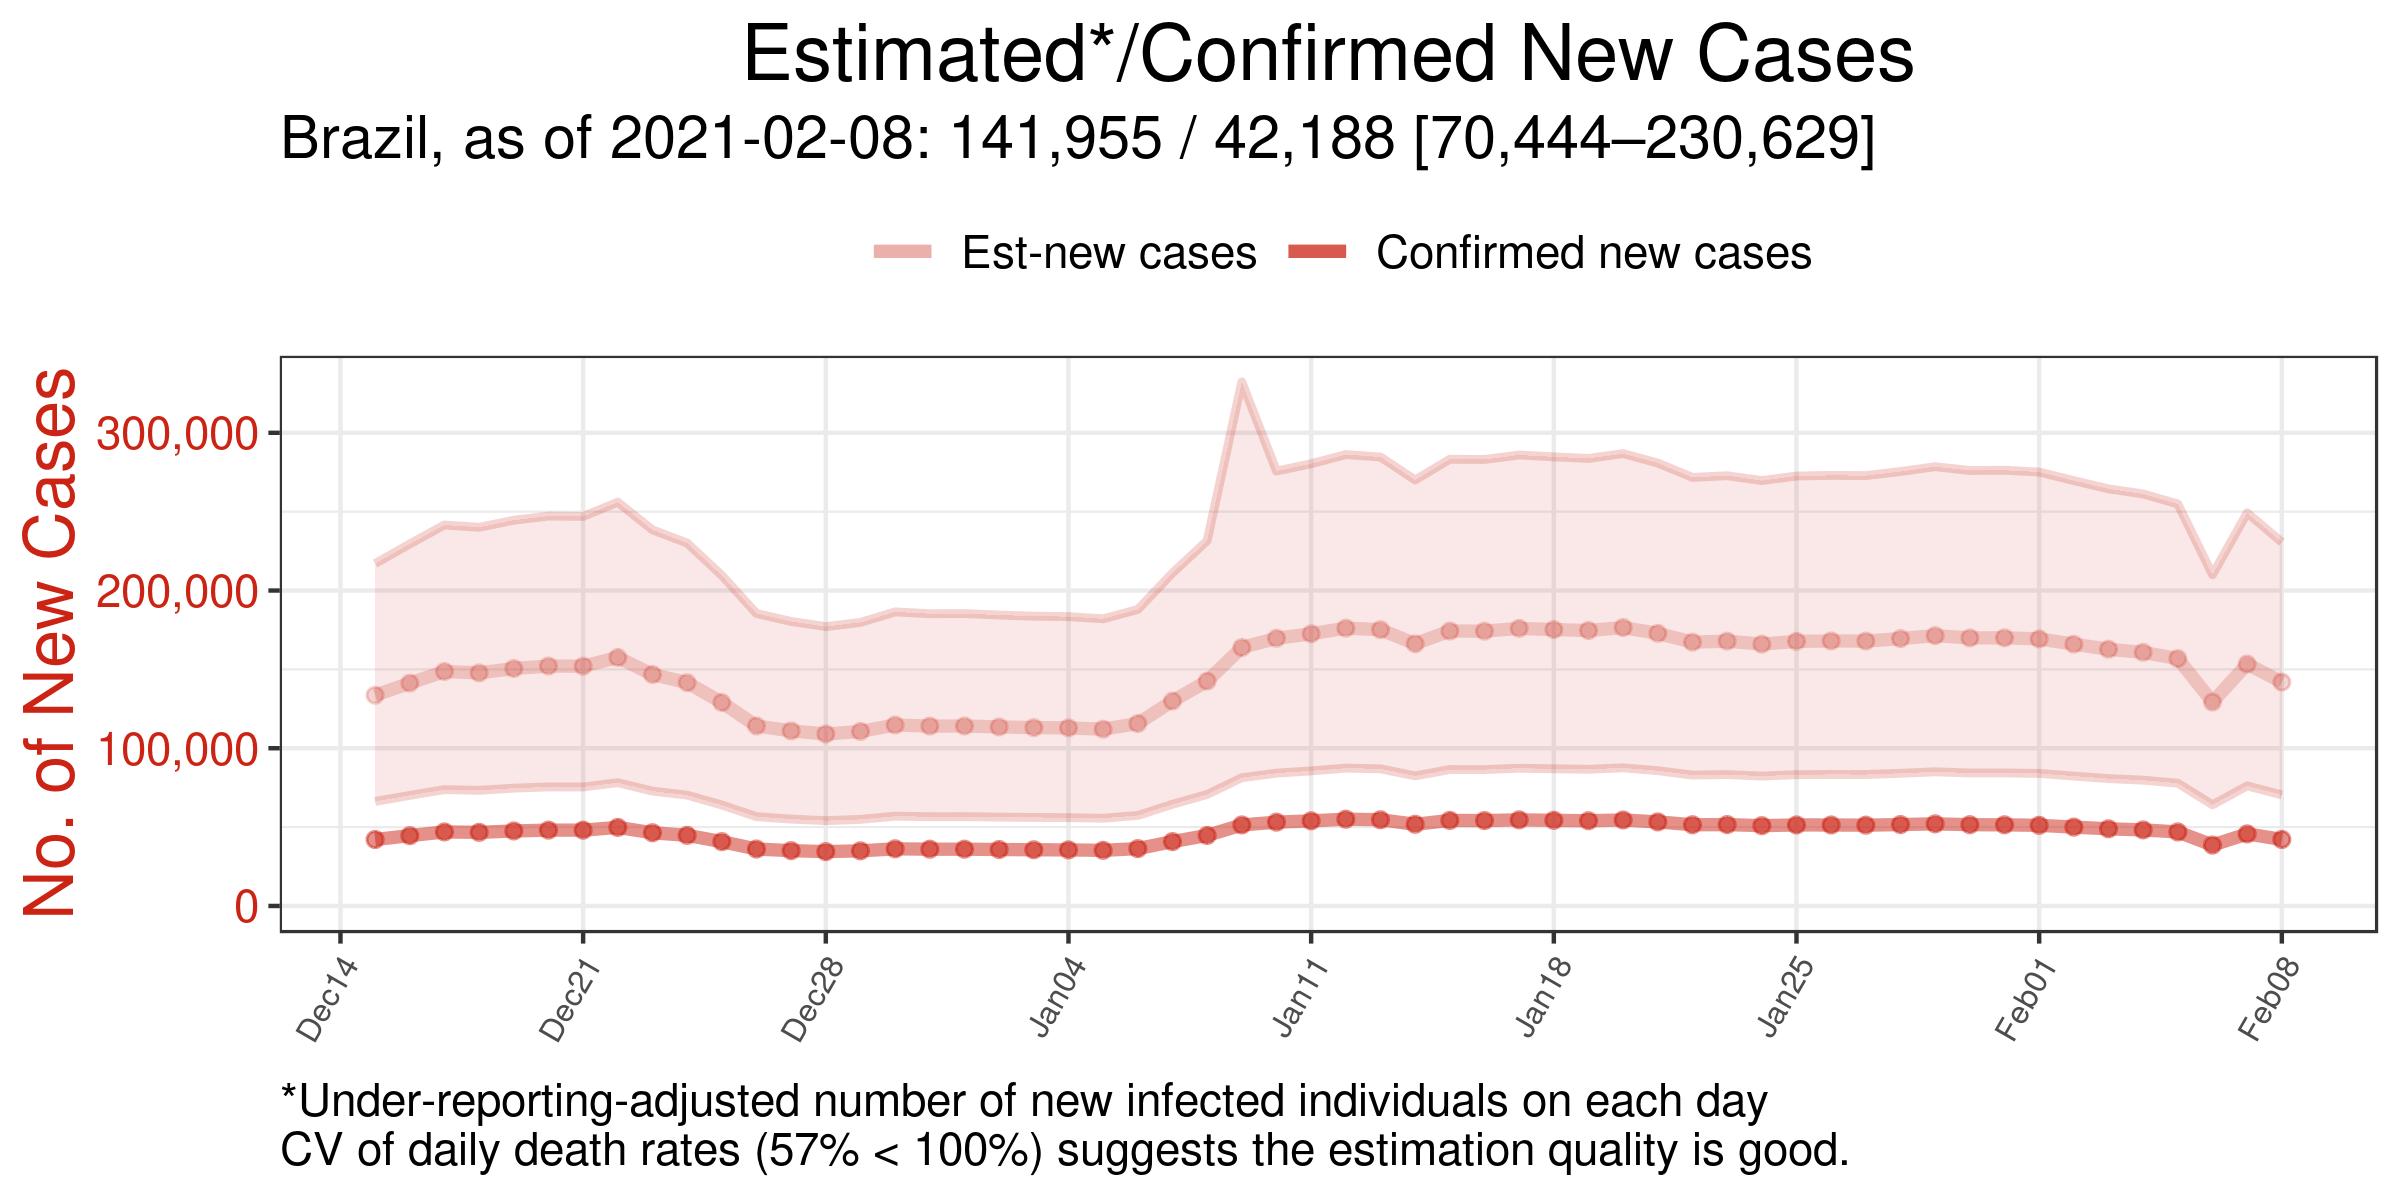 Estimated*/Confirmed New Cases
Brazil, as of 2021-02-08: 141,955 / 42,188 [70,444–230,629]
Est-new cases
Confirmed new cases
No. of New Cases
300,000
200,000
100,000
0
Dec14
Dec21
Dec28
Jan04
Jan11
Jan18
Jan25
Feb01
Feb08
*Under-reporting-adjusted number of new infected individuals on each day
CV of daily death rates (57% < 100%) suggests the estimation quality is good.